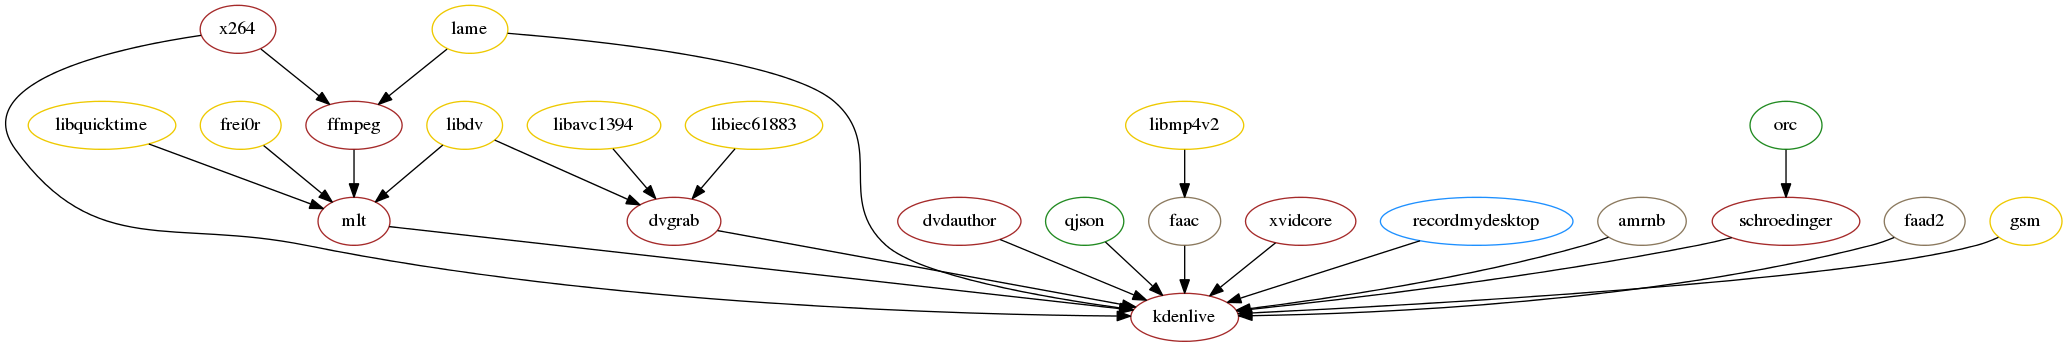 x264
lame
libquicktime
frei0r
ffmpeg
libdv
libavc1394
libiec61883
libmp4v2
orc
mlt
dvgrab
dvdauthor
qjson
faac
xvidcore
recordmydesktop
amrnb
schroedinger
faad2
gsm
kdenlive